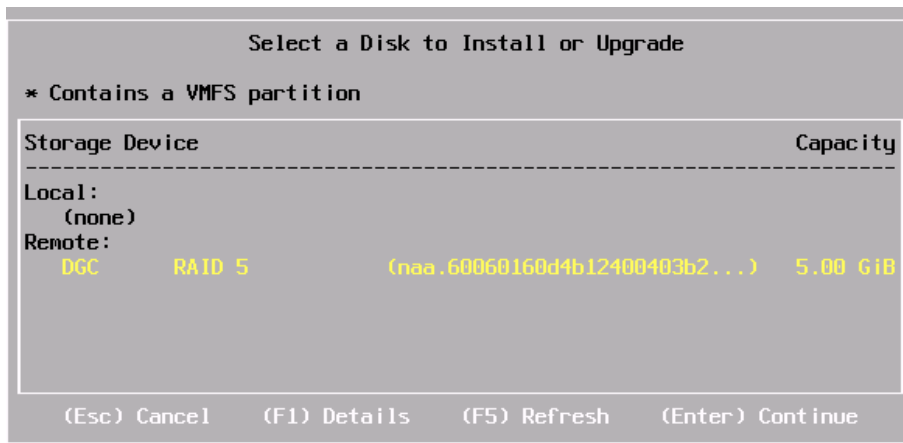 Select a Disk to Install or Upgrade
* Contains a VMFS partition
Storage Device Capacity
--------------------------------------------------------------------
Local:
(none)
Remote:
DGC RAID 5 (naa.60060160d4b12400403b2...) 5.00 GiB
(Esc) Cancel (F1) Details (F5) Refresh (Enter) Continue